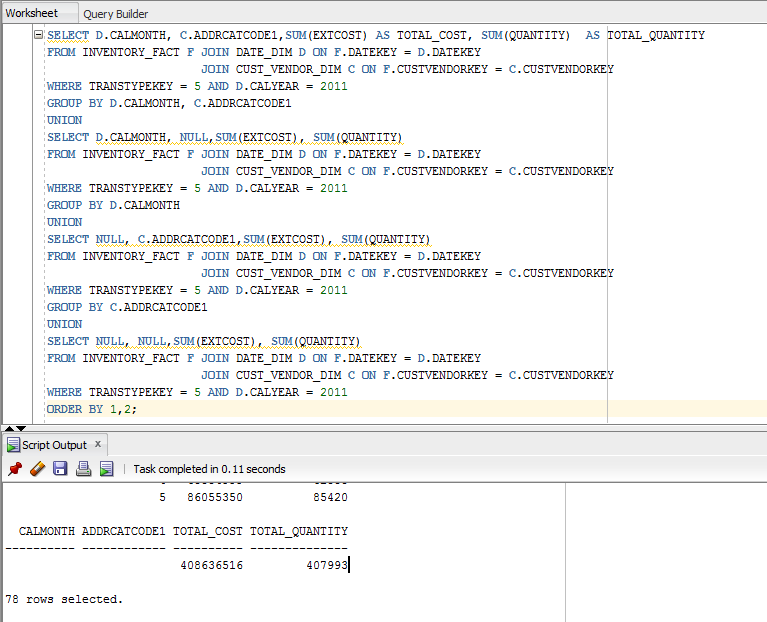 Worksheet Query Builder
SELECT D.CALMONTH, C.ADDRCATCODE1,SUM(EXTCOST) AS TOTAL_COST, SUM(QUANTITY)  AS TOTAL_QUANTITY
FROM INVENTORY_FACT F JOIN DATE_DIM D ON F.DATEKEY = D.DATEKEY
JOIN CUST_VENDOR_DIM C ON F.CUSTVENDORKEY = C.CUSTVENDORKEY
WHERE TRANSTYPEKEY = 5 AND D.CALYEAR = 2011
GROUP BY D.CALMONTH, C.ADDRCATCODE1
UNION
SELECT D.CALMONTH, NULL,SUM(EXTCOST), SUM(QUANTITY)
FROM INVENTORY_FACT F JOIN DATE_DIM D ON F.DATEKEY = D.DATEKEY
JOIN CUST_VENDOR_DIM C ON F.CUSTVENDORKEY = C.CUSTVENDORKEY
WHERE TRANSTYPEKEY = 5 AND D.CALYEAR = 2011
GROUP BY D.CALMONTH
UNION
SELECT NULL, C.ADDRCATCODE1,SUM(EXTCOST), SUM(QUANTITY)
FROM INVENTORY_FACT F JOIN DATE_DIM D ON F.DATEKEY = D.DATEKEY
JOIN CUST_VENDOR_DIM C ON F.CUSTVENDORKEY = C.CUSTVENDORKEY
WHERE TRANSTYPEKEY = 5 AND D.CALYEAR = 2011
GROUP BY C.ADDRCATCODE1
UNION
SELECT NULL, NULL,SUM(EXTCOST), SUM(QUANTITY)
FROM INVENTORY_FACT F JOIN DATE_DIM D ON F.DATEKEY = D.DATEKEY
JOIN CUST_VENDOR_DIM C ON F.CUSTVENDORKEY = C.CUSTVENDORKEY
WHERE TRANSTYPEKEY = 5 AND D.CALYEAR = 2011
ORDER BY 1,2;
Script Output x
Task completed in 0.11 seconds
5 86055350 85420
CALMONTH ADDRCATCODE1 TOTAL_COST TOTAL_QUANTITY
---------- ------------ ---------- --------------
408636516 407993
78 rows selected.